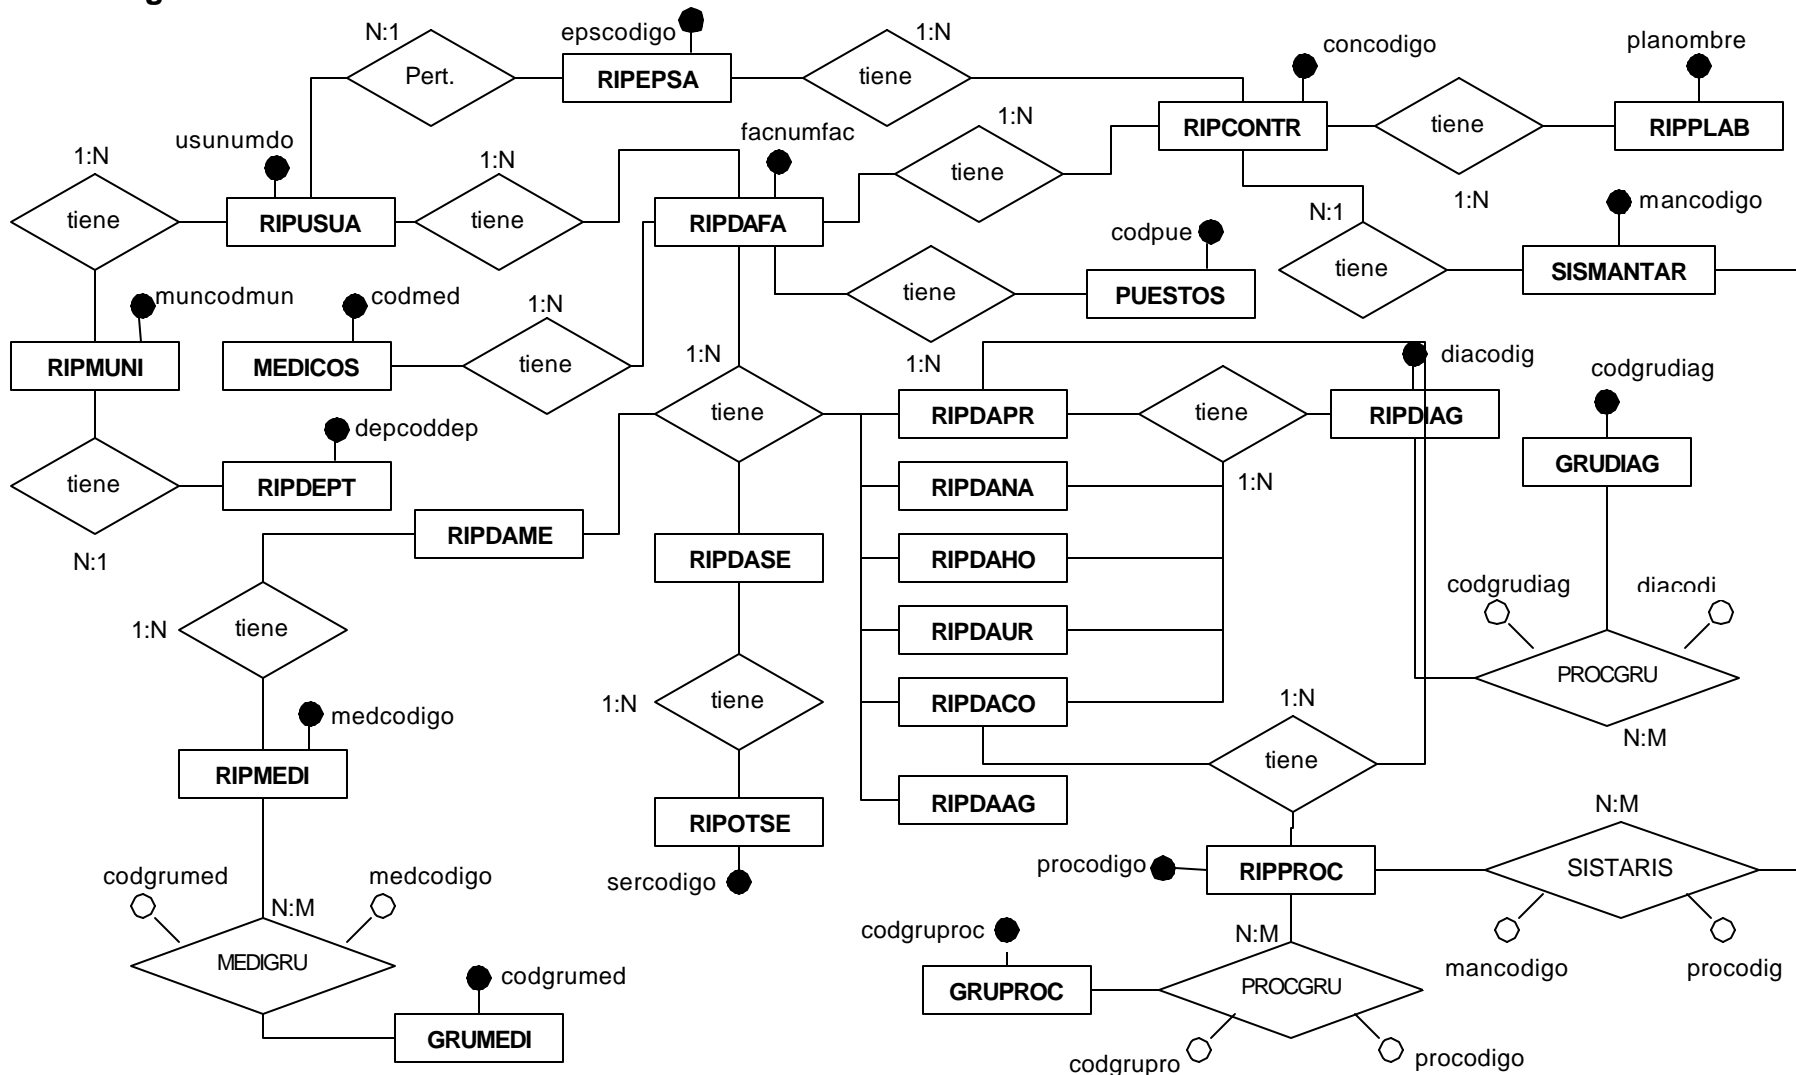 N:1
epscodigo
1:N
concodigo
planombre
Pert.
RIPEPSA
tiene
RIPCONTR
tiene
RIPPLAB
1:N
usunumdo
1:N
facnumfac
1:N
tiene
RIPUSUA
tiene
RIPDAFA
tiene
1:N
N:1
mancodigo
codpue
tiene
SISMANTAR
muncodmun
codmed
1:N
tiene
PUESTOS
RIPMUNI
MEDICOS
tiene
1:N
1:N
diacodig
codgrudiag
depcoddep
tiene
RIPDAPR
tiene
RIPDIAG
GRUDIAG
tiene
RIPDEPT
RIPDANA
1:N
N:1
RIPDAME
RIPDASE
RIPDAHO
codgrudiag
diacodi
1:N
tiene
RIPDAUR
PROCGRU
N:M
1:N
tiene
RIPDACO
1:N
tiene
medcodigo
RIPMEDI
RIPOTSE
RIPDAAG
N:M
sercodigo
procodigo
RIPPROC
SISTARIS
codgrumed
medcodigo
N:M
MEDIGRU
codgruproc
N:M
mancodigo
procodig
codgrumed
GRUPROC
PROCGRU
GRUMEDI
codgrupro
procodigo